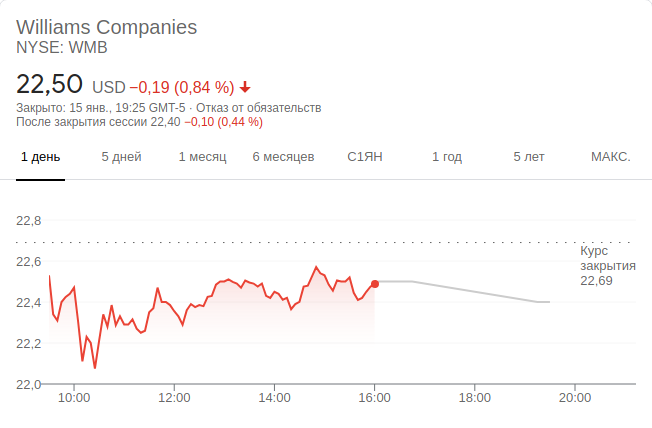 Williams Companies
NYSE: WMB
22,50 USD −0,19 (0,84 %)
Закрыто: 15 янв., 19:25 GMT-5 · Отказ от обязательств
После закрытия сессии 22,40 −0,10 (0,44 %)
1 день 5 дней 1 месяц 6 месяцев С1ЯН 1 год 5 лет МАКС.
22,8
Курс
закрытия
22,69
22,6
22,4
22,2
22,0
10:00 12:00 14:00 16:00 18:00 20:00